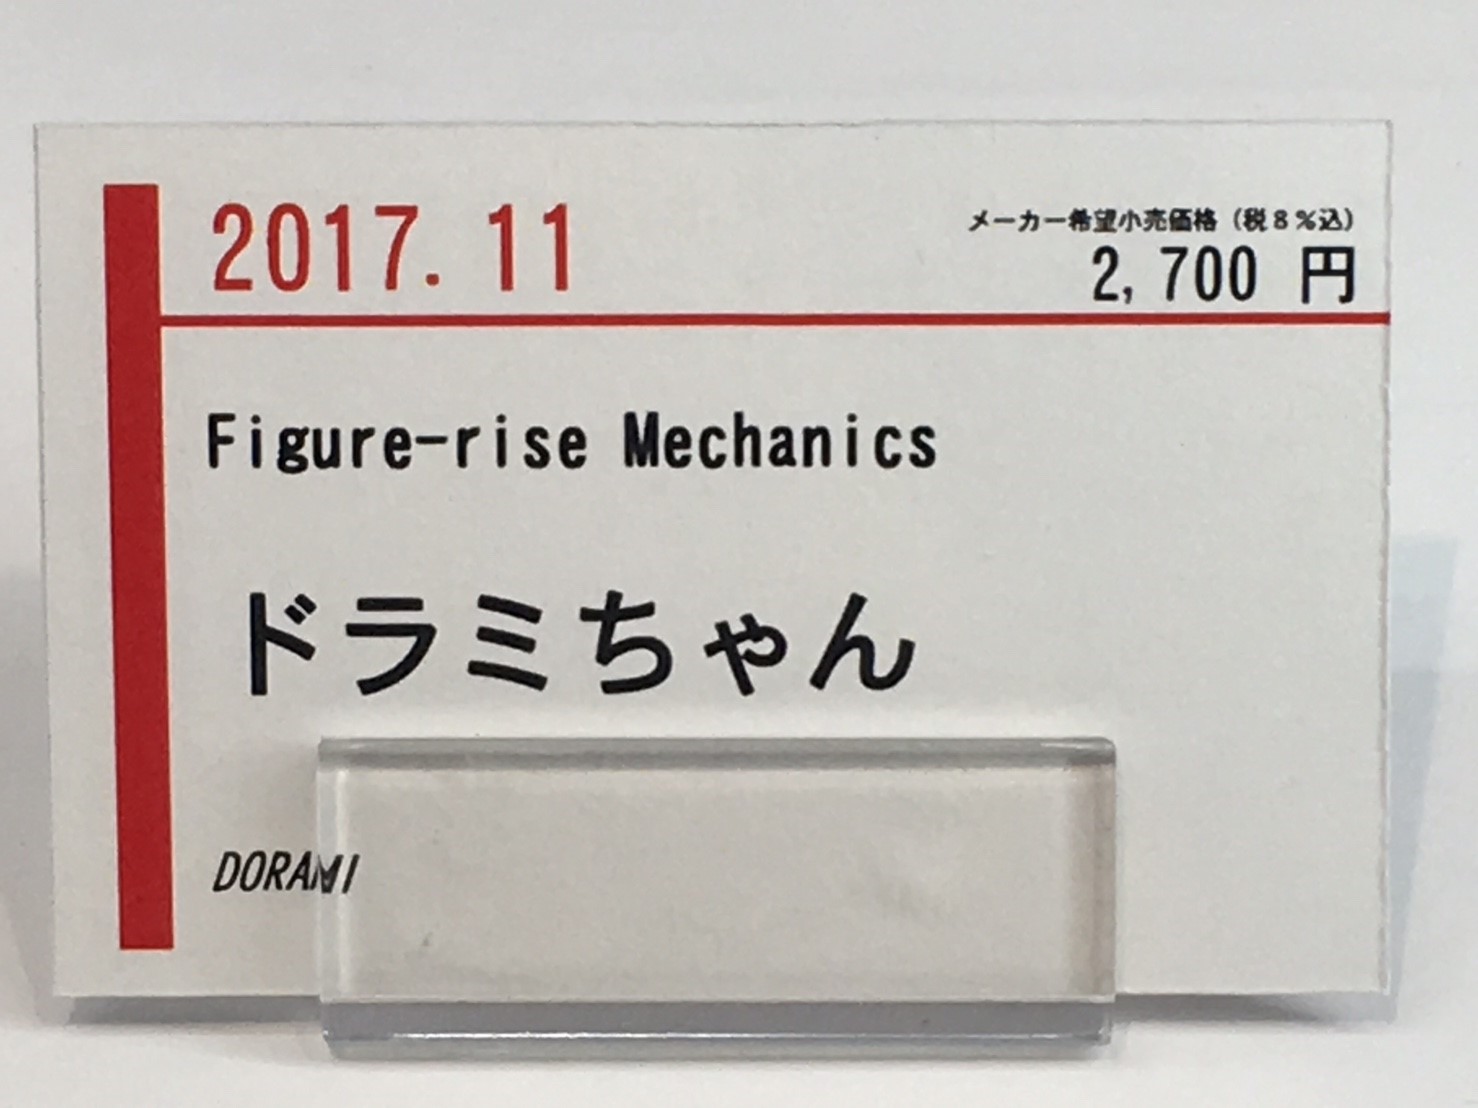 2017.11
メーカー希望小売価格（税８％込）
2,700 円
Figure-rise Mechanics
ドラミちゃん
DORAMI